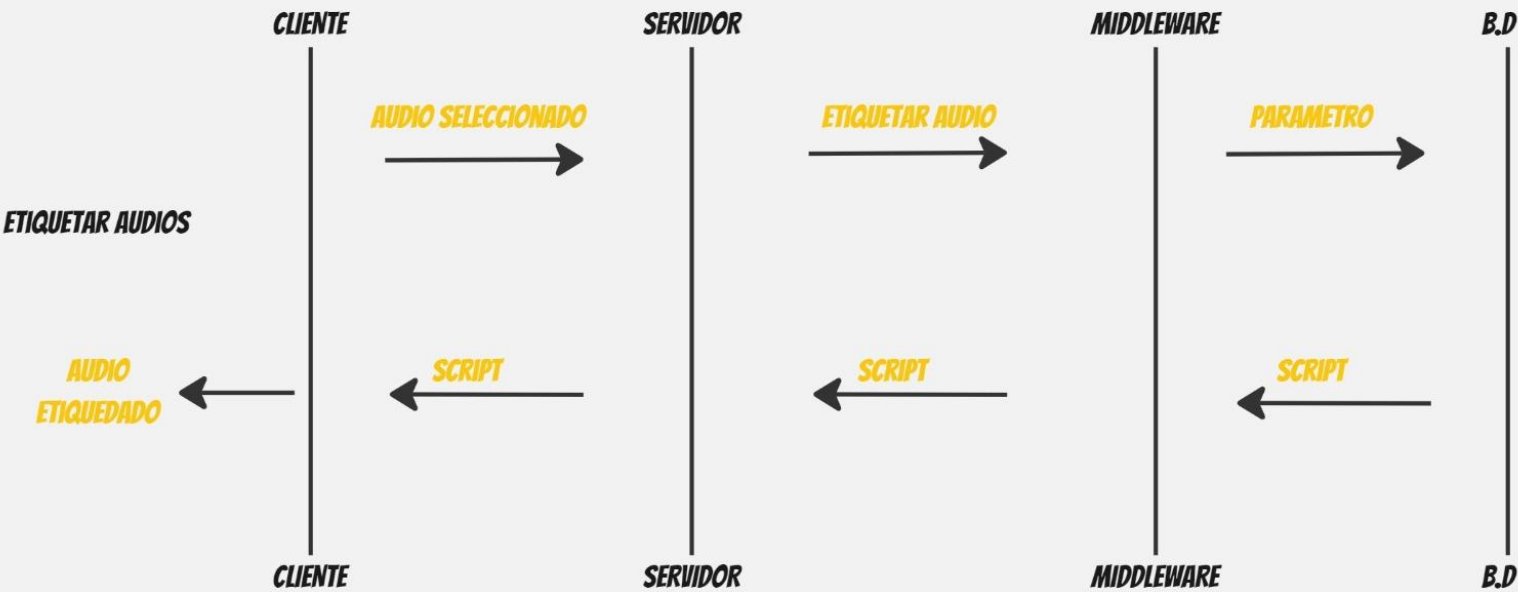 CLIENTE
SERVIDOR
MIDDLEWARE
B.D
AUDIO SELECCIONADO
ETIQUETAR AUDIO
PARAMETRO
ETIQUETAR AUDIOS
AUDIO
ETIQUEDADO
SCRIPT
SCRIPT
SCRIPT
CLIENTE
SERVIDOR
MIDDLEWARE
B.D